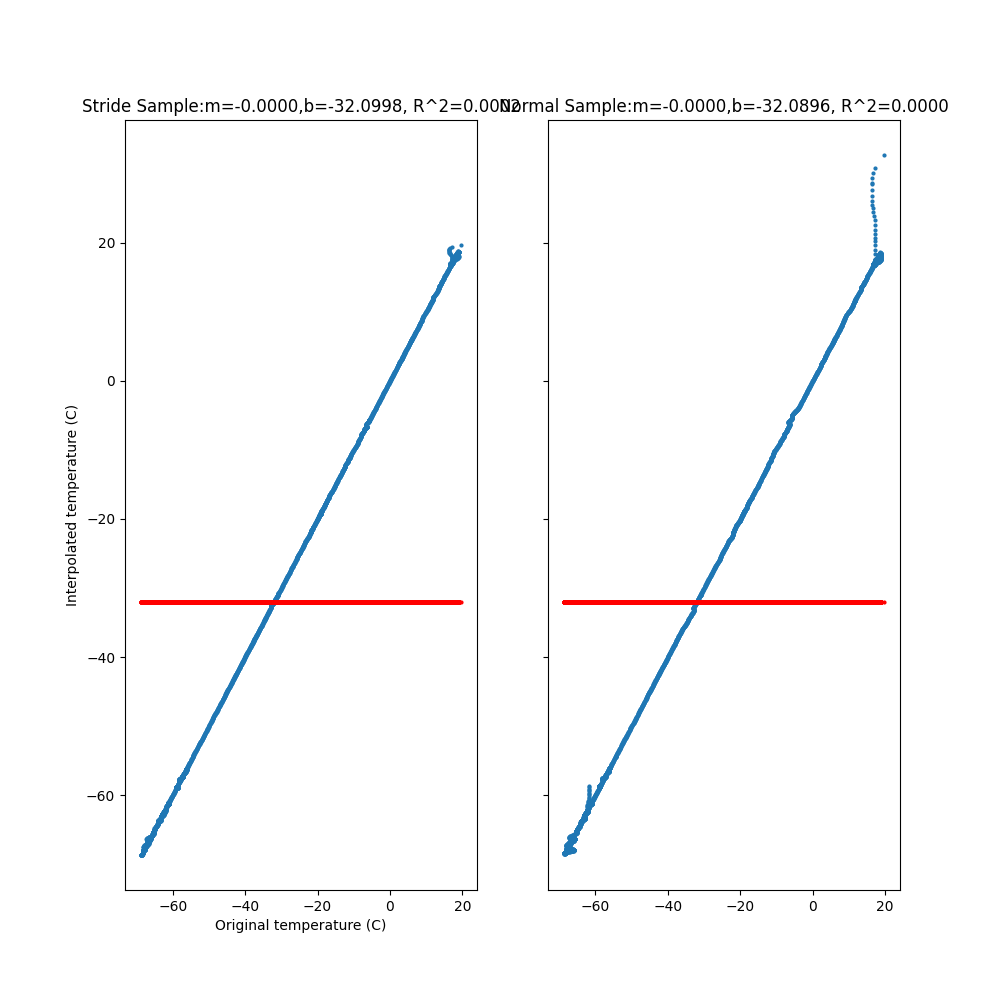 Stride Sample:m=-0.0000,b=-32.0998, R^2=0.0002
Normal Sample:m=-0.0000,b=-32.0896, R^2=0.0000
Interpolated temperature (C)
20
0
−20
−40
−60
−60 −40 −20 0 20
−60 −40 −20 0 20
Original temperature (C)